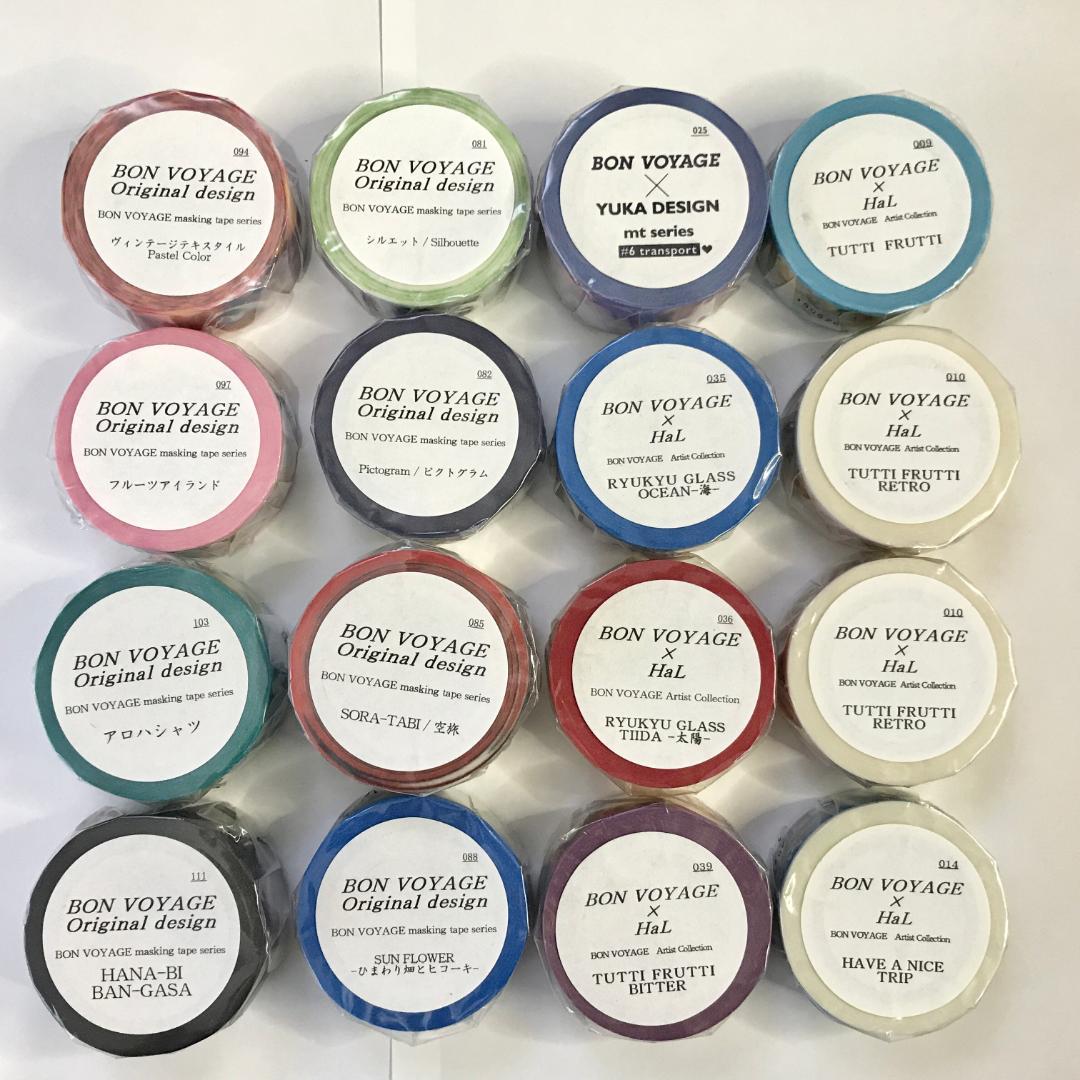 094
BON VOYAGE
Original design
BON VOYAGE masking tape series
ヴィンテージテキスタイル
Pastel Color
081
BON VOYAGE
Original design
BON VOYAGE masking tape series
シルエット / Silhouette
025
BON VOYAGE
×
YUKA DESIGN
mt series
#6 transport♥
009
BON VOYAGE
×
HaL
BON VOYAGE Artist Collection
TUTTI FRUTTI
097
BON VOYAGE
Original design
BON VOYAGE masking tape series
フルーツアイランド
082
BON VOYAGE
Original design
BON VOYAGE masking tape series
Pictogram / ピクトグラム
035
BON VOYAGE
×
HaL
BON VOYAGE Artist Collection
RYUKYU GLASS
OCEAN-海-
010
BON VOYAGE
×
HaL
BON VOYAGE Artist Collection
TUTTI FRUTTI
RETRO
103
BON VOYAGE
Original design
BON VOYAGE masking tape series
アロハシャツ
085
BON VOYAGE
Original design
BON VOYAGE masking tape series
SORA-TABI / 空旅
036
BON VOYAGE
×
HaL
BON VOYAGE Artist Collection
RYUKYU GLASS
TIIDA -太陽-
010
BON VOYAGE
×
HaL
BON VOYAGE Artist Collection
TUTTI FRUTTI
RETRO
111
BON VOYAGE
Original design
BON VOYAGE masking tape series
HANA-BI
BAN-GASA
088
BON VOYAGE
Original design
BON VOYAGE masking tape series
SUN FLOWER
-ひまわり畑とヒコーキ-
039
BON VOYAGE
×
HaL
BON VOYAGE Artist Collection
TUTTI FRUTTI
BITTER
014
BON VOYAGE
×
HaL
BON VOYAGE Artist Collection
HAVE A NICE
TRIP